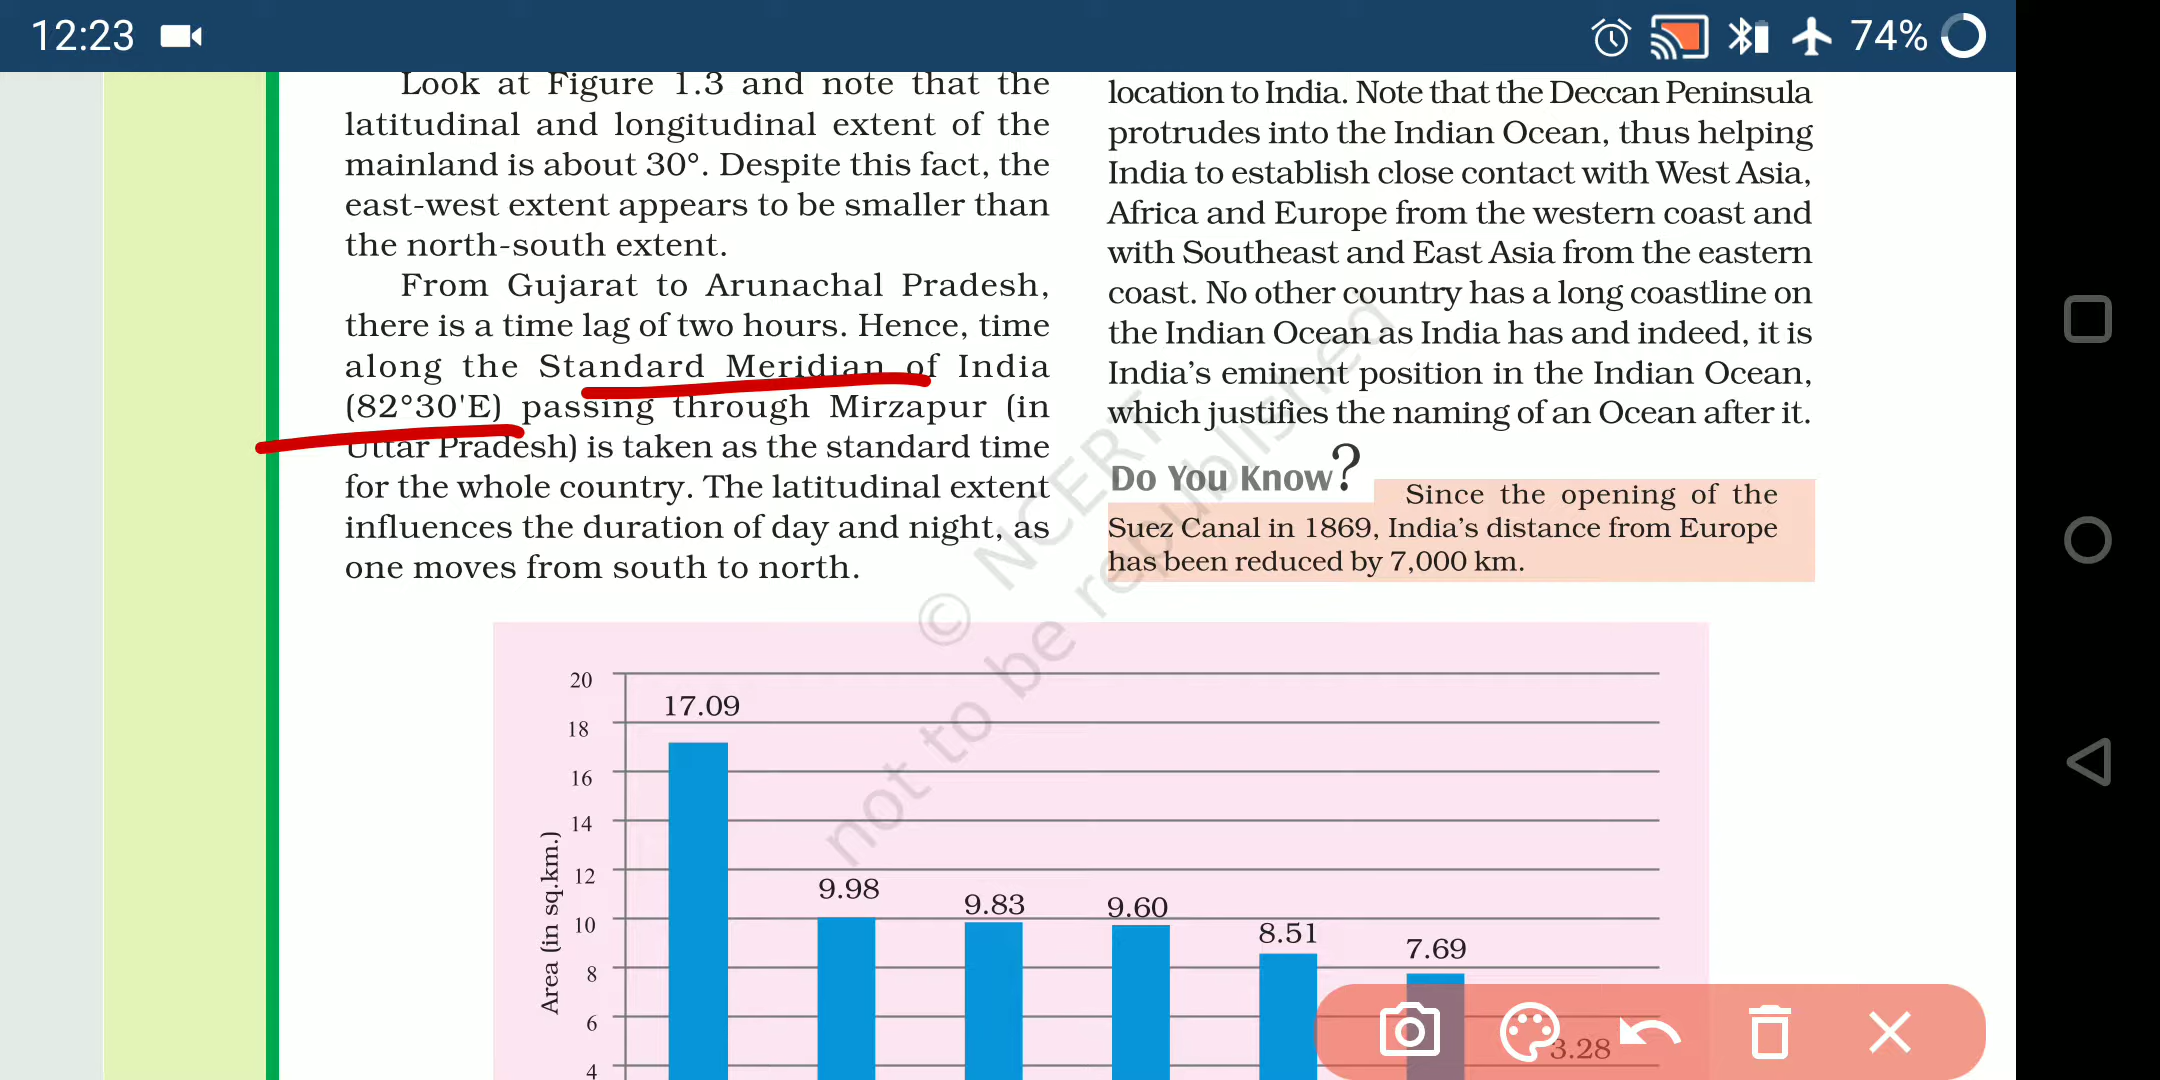 12:23
74%
Look at Figure 1.3 and note that the
latitudinal and longitudinal extent of the
mainland is about 30°. Despite this fact, the
east-west extent appears to be smaller than
the north-south extent.
From Gujarat to Arunachal Pradesh,
there is a time lag of two hours. Hence, time
along the Standard Meridian of India
(82°30'E) passing through Mirzapur (in
Uttar Pradesh) is taken as the standard time
for the whole country. The latitudinal extent
influences the duration of day and night, as
one moves from south to north.
location to India. Note that the Deccan Peninsula
protrudes into the Indian Ocean, thus helping
India to establish close contact with West Asia,
Africa and Europe from the western coast and
with Southeast and East Asia from the eastern
coast. No other country has a long coastline on
the Indian Ocean as India has and indeed, it is
India's eminent position in the Indian Ocean,
which justifies the naming of an Ocean after it.
Do You Know?
Since the opening of the
Suez Canal in 1869, India's distance from Europe
has been reduced by 7,000 km.
© NCERT
not to be republished
Area (in sq.km.)
20
18
16
14
12
10
8
6
4
17.09
9.98
9.83
9.60
8.51
7.69
3.28